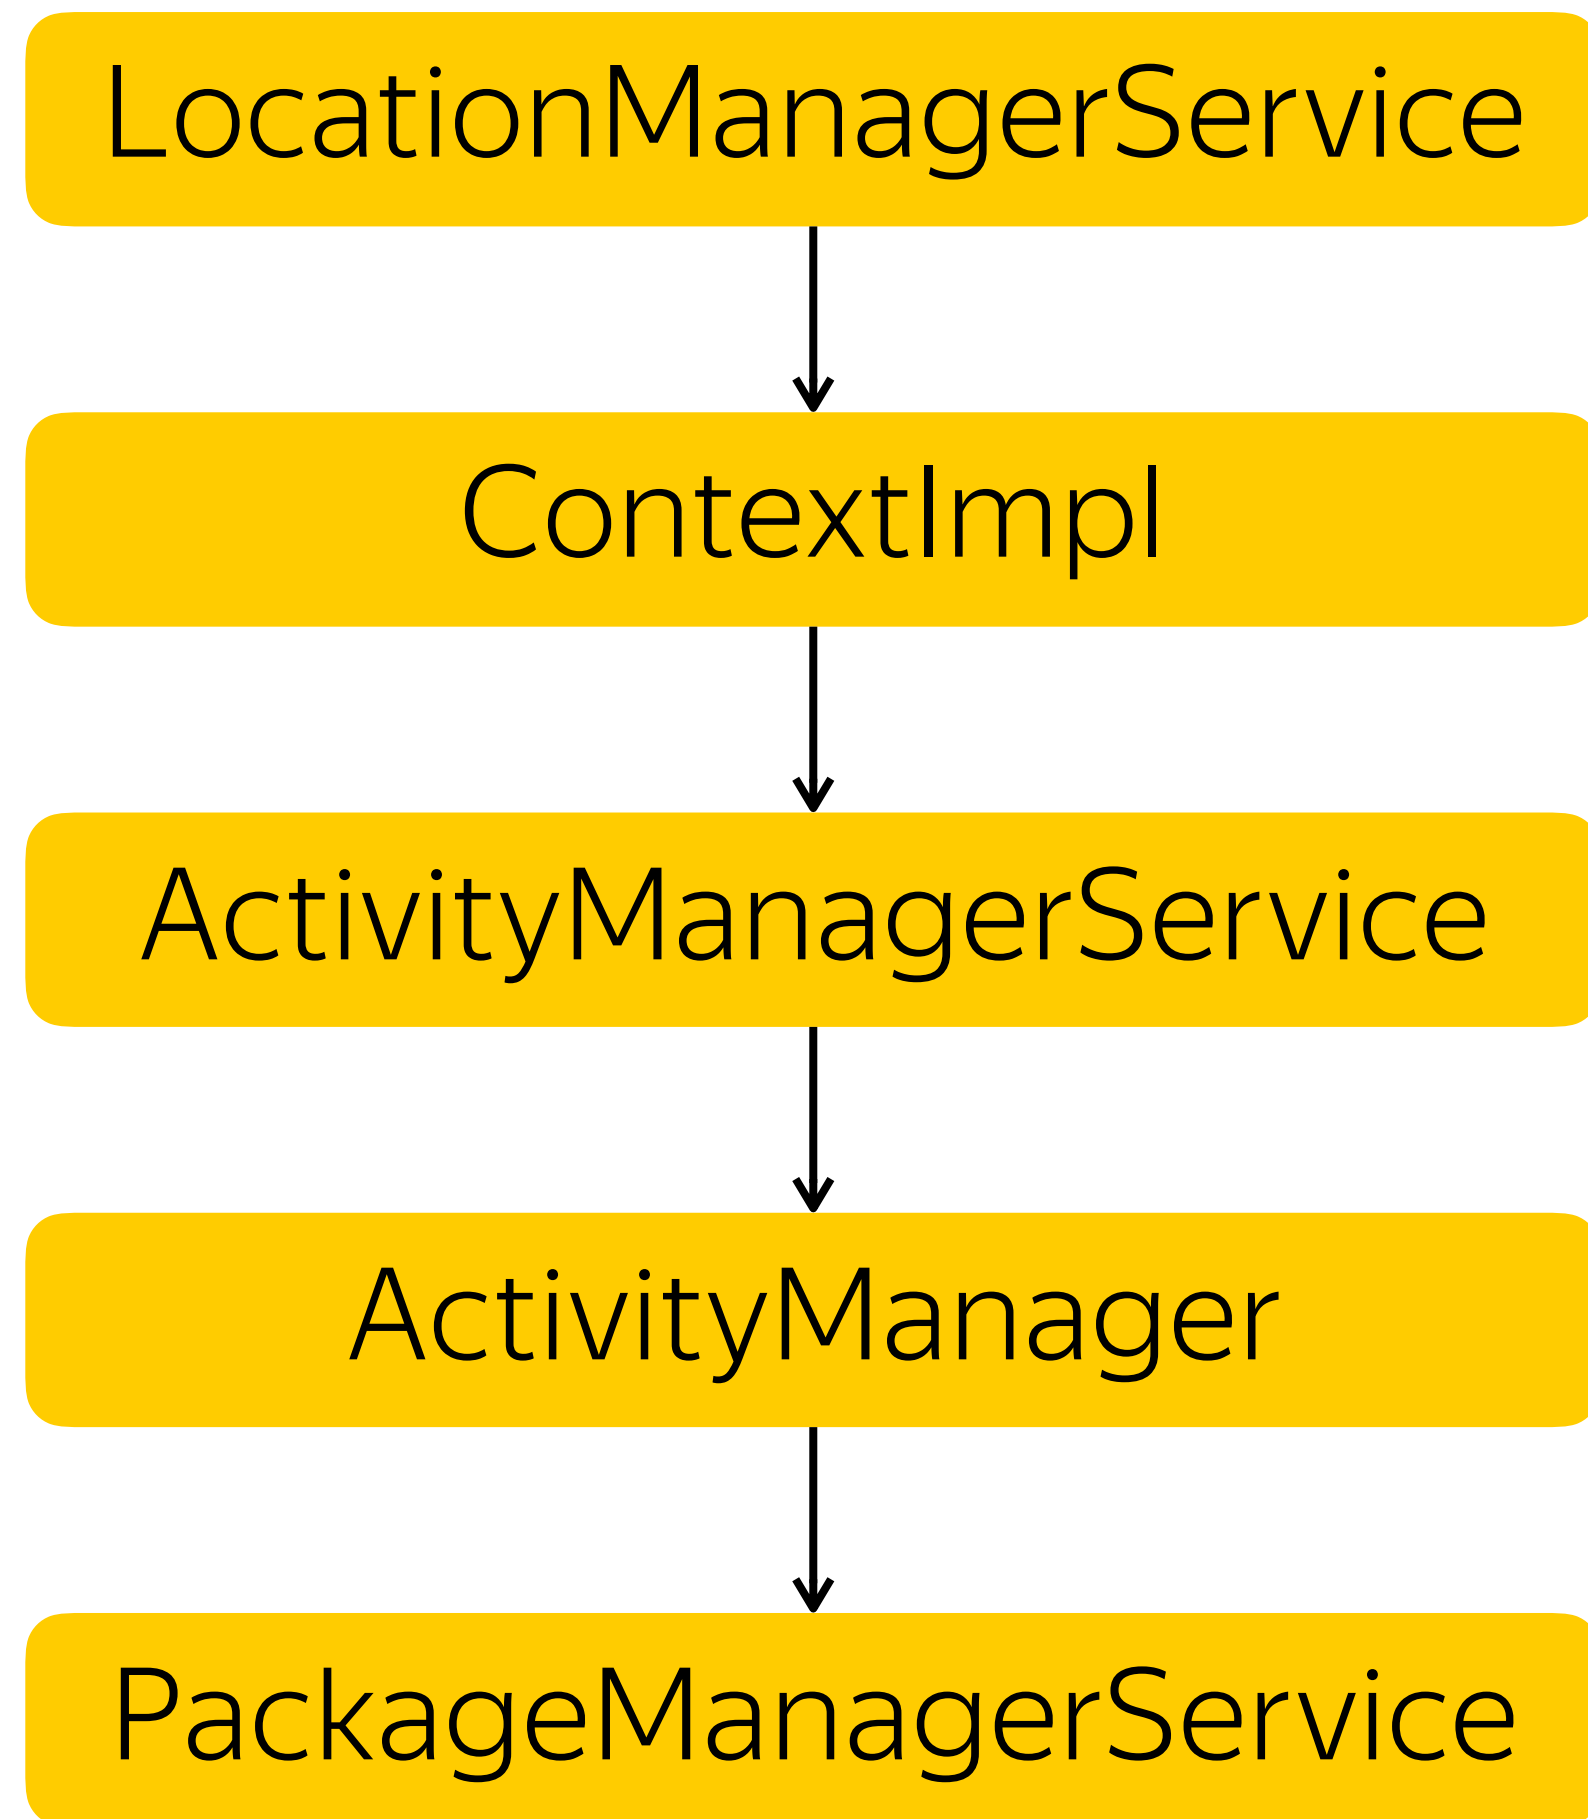 LocationManagerService
ContextImpl
ActivityManagerService
ActivityManager
PackageManagerService